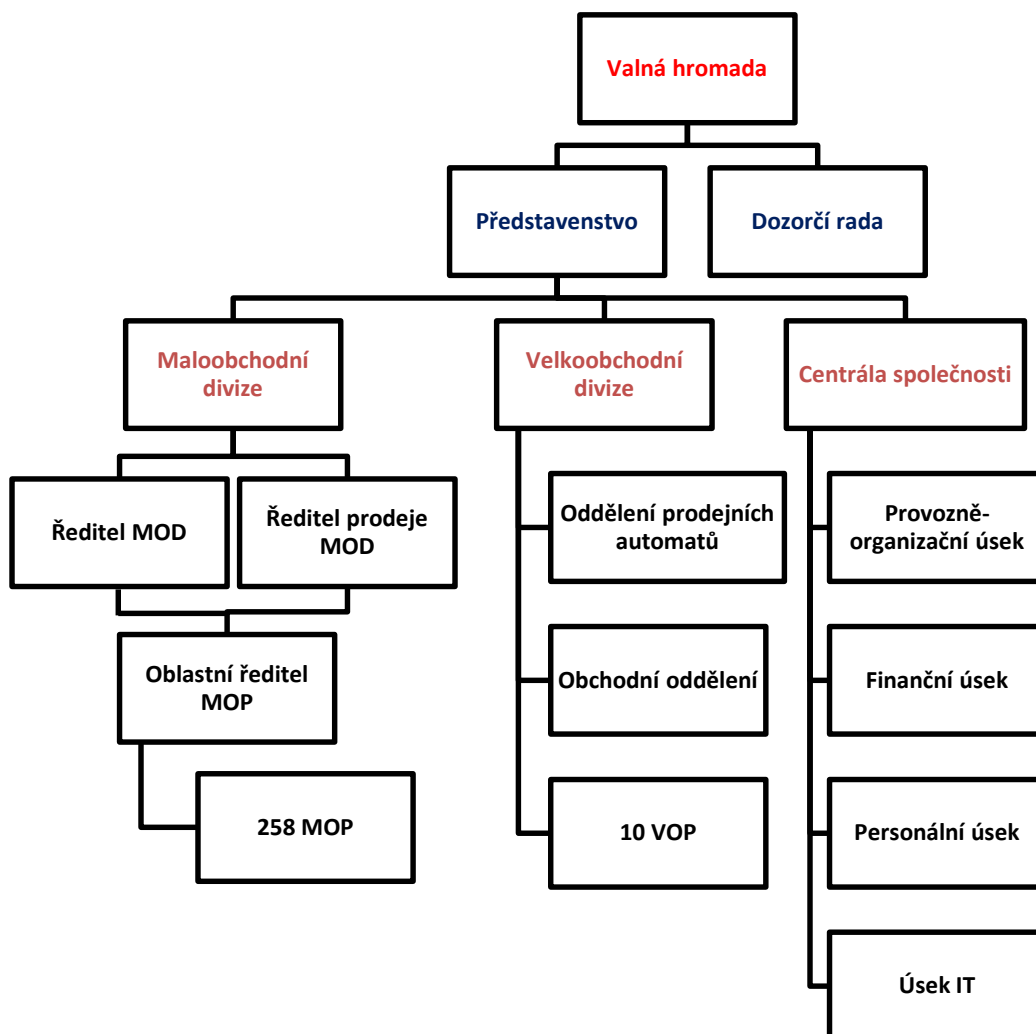 Valná hromada
Představenstvo
Dozorčí rada
Maloobchodní
divize
Velkoobchodní
divize
Centrála společnosti
Ředitel MOD
Ředitel prodeje
MOD
Oddělení prodejních
automatů
Provozně-
organizační úsek
Oblastní ředitel
MOP
Obchodní oddělení
Finanční úsek
258 MOP
10 VOP
Personální úsek
Úsek IT